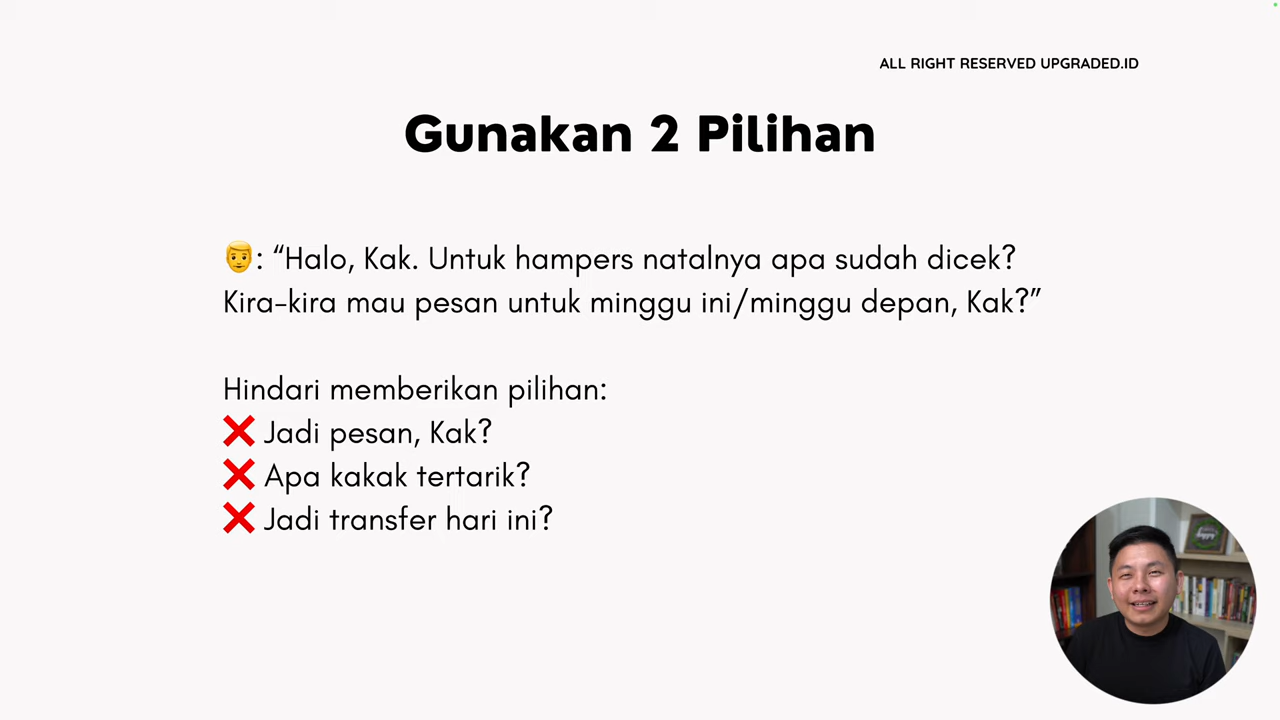 ALL RIGHT RESERVED UPGRADED.ID
Gunakan 2 Pilihan
👨: “Halo, Kak. Untuk hampers natalnya apa sudah dicek?
Kira-kira mau pesan untuk minggu ini/minggu depan, Kak?”
Hindari memberikan pilihan:
❌ Jadi pesan, Kak?
❌ Apa kakak tertarik?
❌ Jadi transfer hari ini?